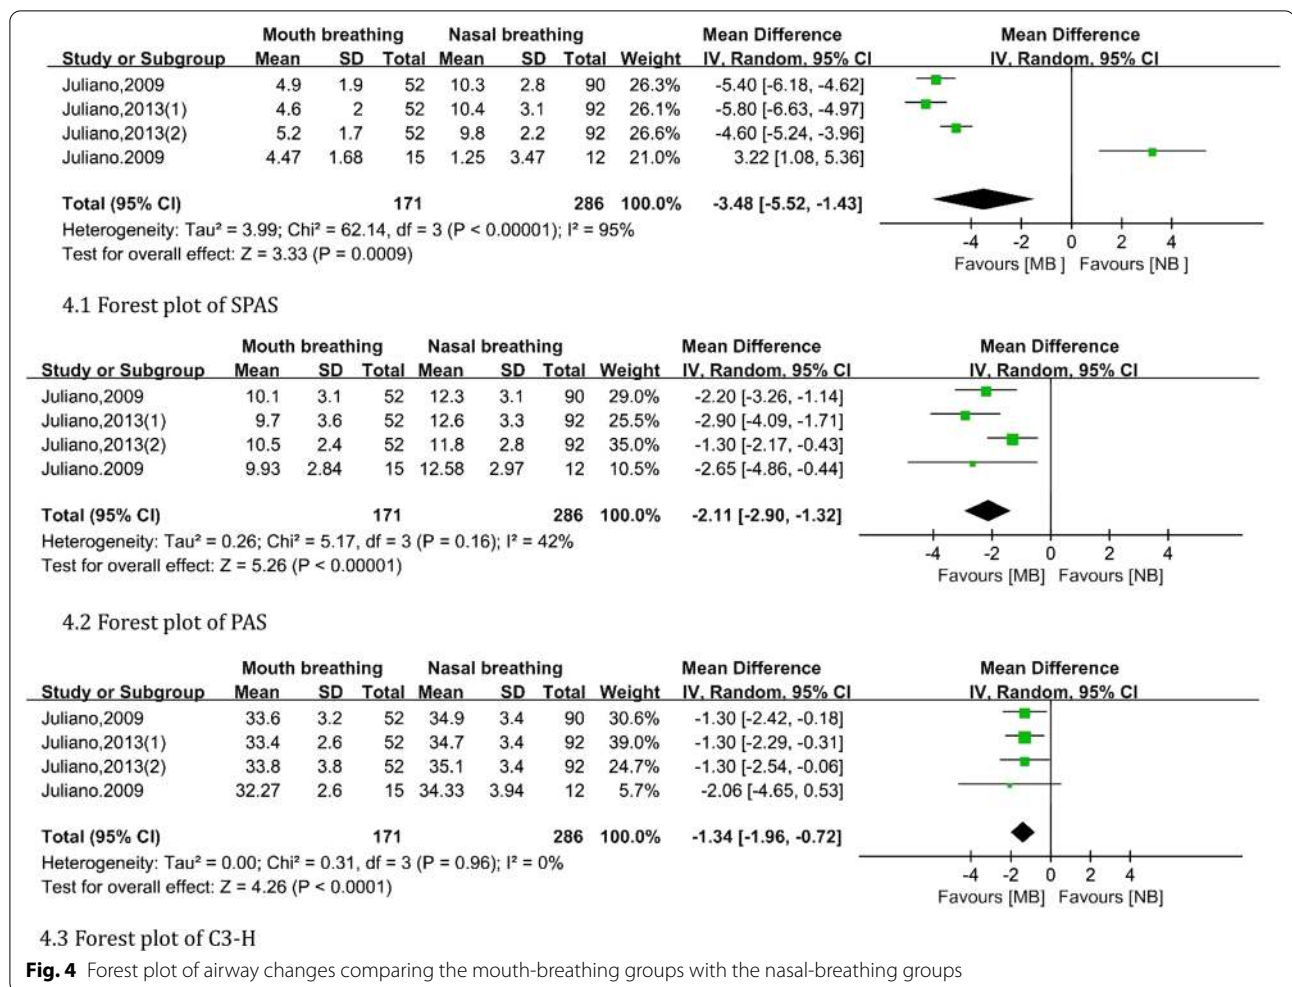 Mouth breathing Nasal breathing Mean Difference Mean Difference
Study or Subgroup Mean SD Total Mean SD Total Weight IV, Random, 95% CI IV, Random, 95% CI
Juliano,2009 4.9 1.9 52 10.3 2.8 90 26.3% -5.40 [-6.18, -4.62]
Juliano,2013(1) 4.6 2 52 10.4 3.1 92 26.1% -5.80 [-6.63, -4.97]
Juliano,2013(2) 5.2 1.7 52 9.8 2.2 92 26.6% -4.60 [-5.24, -3.96]
Juliano.2009 4.47 1.68 15 1.25 3.47 12 21.0% 3.22 [1.08, 5.36]
Total (95% CI) 171 286 100.0% -3.48 [-5.52, -1.43]
Heterogeneity: Tau² = 3.99; Chi² = 62.14, df = 3 (P < 0.00001); I² = 95%
Test for overall effect: Z = 3.33 (P = 0.0009)
-4 -2 0 2 4
Favours [MB ] Favours [NB ]
4.1 Forest plot of SPAS
Mouth breathing Nasal breathing Mean Difference Mean Difference
Study or Subgroup Mean SD Total Mean SD Total Weight IV, Random, 95% CI IV, Random, 95% CI
Juliano,2009 10.1 3.1 52 12.3 3.1 90 29.0% -2.20 [-3.26, -1.14]
Juliano,2013(1) 9.7 3.6 52 12.6 3.3 92 25.5% -2.90 [-4.09, -1.71]
Juliano,2013(2) 10.5 2.4 52 11.8 2.8 92 35.0% -1.30 [-2.17, -0.43]
Juliano.2009 9.93 2.84 15 12.58 2.97 12 10.5% -2.65 [-4.86, -0.44]
Total (95% CI) 171 286 100.0% -2.11 [-2.90, -1.32]
Heterogeneity: Tau² = 0.26; Chi² = 5.17, df = 3 (P = 0.16); I² = 42%
Test for overall effect: Z = 5.26 (P < 0.00001)
-4 -2 0 2 4
Favours [MB] Favours [NB]
4.2 Forest plot of PAS
Mouth breathing Nasal breathing Mean Difference Mean Difference
Study or Subgroup Mean SD Total Mean SD Total Weight IV, Random, 95% CI IV, Random, 95% CI
Juliano,2009 33.6 3.2 52 34.9 3.4 90 30.6% -1.30 [-2.42, -0.18]
Juliano,2013(1) 33.4 2.6 52 34.7 3.4 92 39.0% -1.30 [-2.29, -0.31]
Juliano,2013(2) 33.8 3.8 52 35.1 3.4 92 24.7% -1.30 [-2.54, -0.06]
Juliano.2009 32.27 2.6 15 34.33 3.94 12 5.7% -2.06 [-4.65, 0.53]
Total (95% CI) 171 286 100.0% -1.34 [-1.96, -0.72]
Heterogeneity: Tau² = 0.00; Chi² = 0.31, df = 3 (P = 0.96); I² = 0%
Test for overall effect: Z = 4.26 (P < 0.0001)
-4 -2 0 2 4
Favours [MB] Favours [NB]
4.3 Forest plot of C3-H
Fig. 4 Forest plot of airway changes comparing the mouth-breathing groups with the nasal-breathing groups